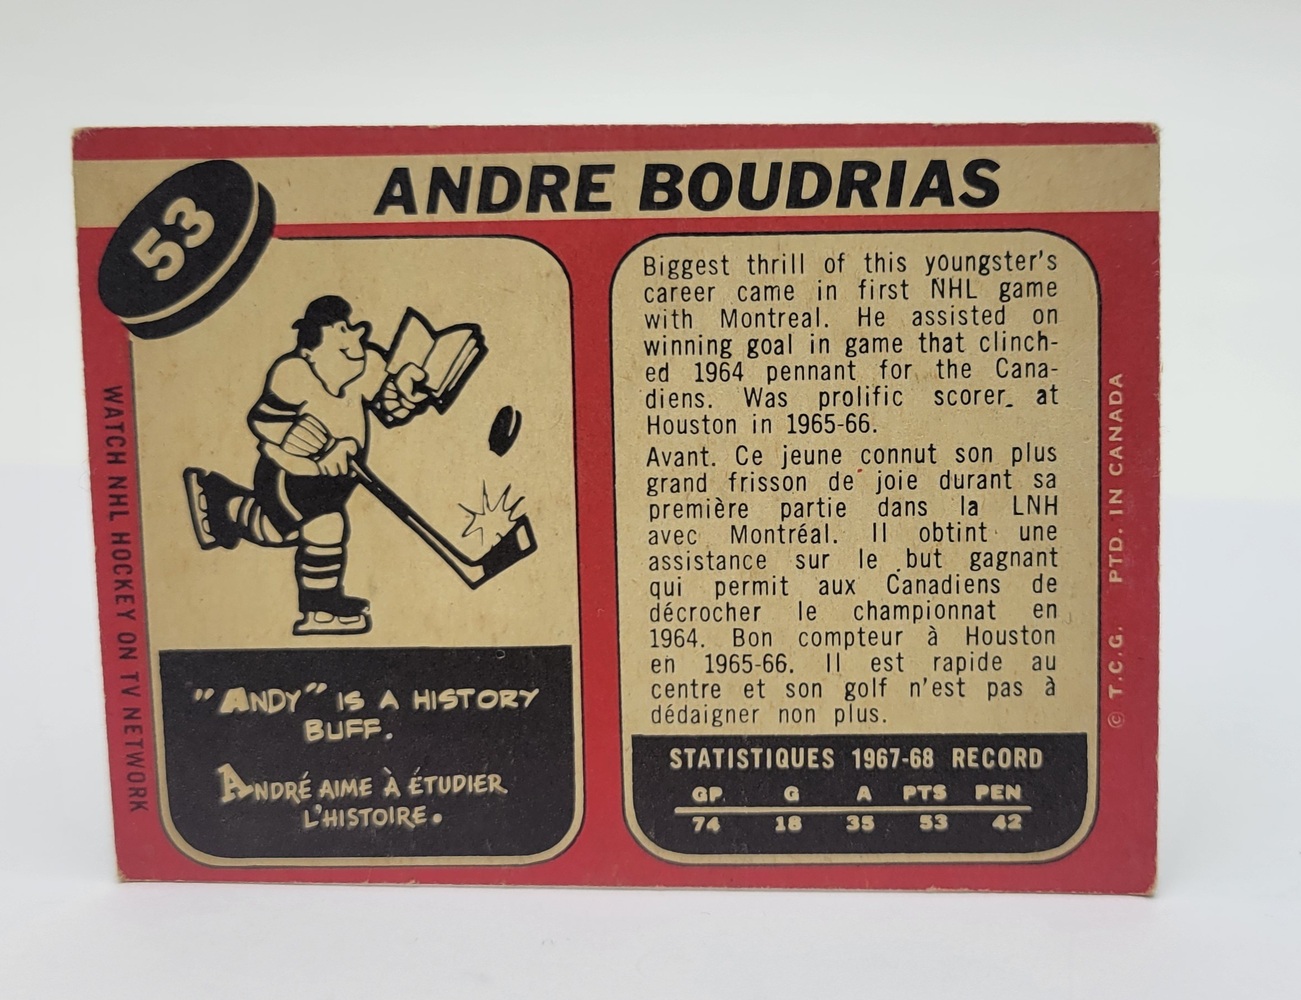 53
ANDRE BOUDRIAS
WATCH NHL HOCKEY ON TV NETWORK
"ANDY" IS A HISTORY
BUFF.
ANDRÉ AIME À ÉTUDIER
L'HISTOIRE.
Biggest thrill of this youngster's
career came in first NHL game
with Montreal. He assisted on
winning goal in game that clinch-
ed 1964 pennant for the Cana-
diens. Was prolific scorer at
Houston in 1965-66.
Avant. Ce jeune connut son plus
grand frisson de joie durant sa
première partie dans la LNH
avec Montréal. Il obtint une
assistance sur le but gagnant
qui permit aux Canadiens de
décrocher le championnat en
1964. Bon compteur à Houston
en 1965-66. Il est rapide au
centre et son golf n'est pas à
dédaigner non plus.
STATISTIQUES 1967-68 RECORD
GP. G A PTS PEN
74 18 35 53 42
© T.C.G. PTD. IN CANADA